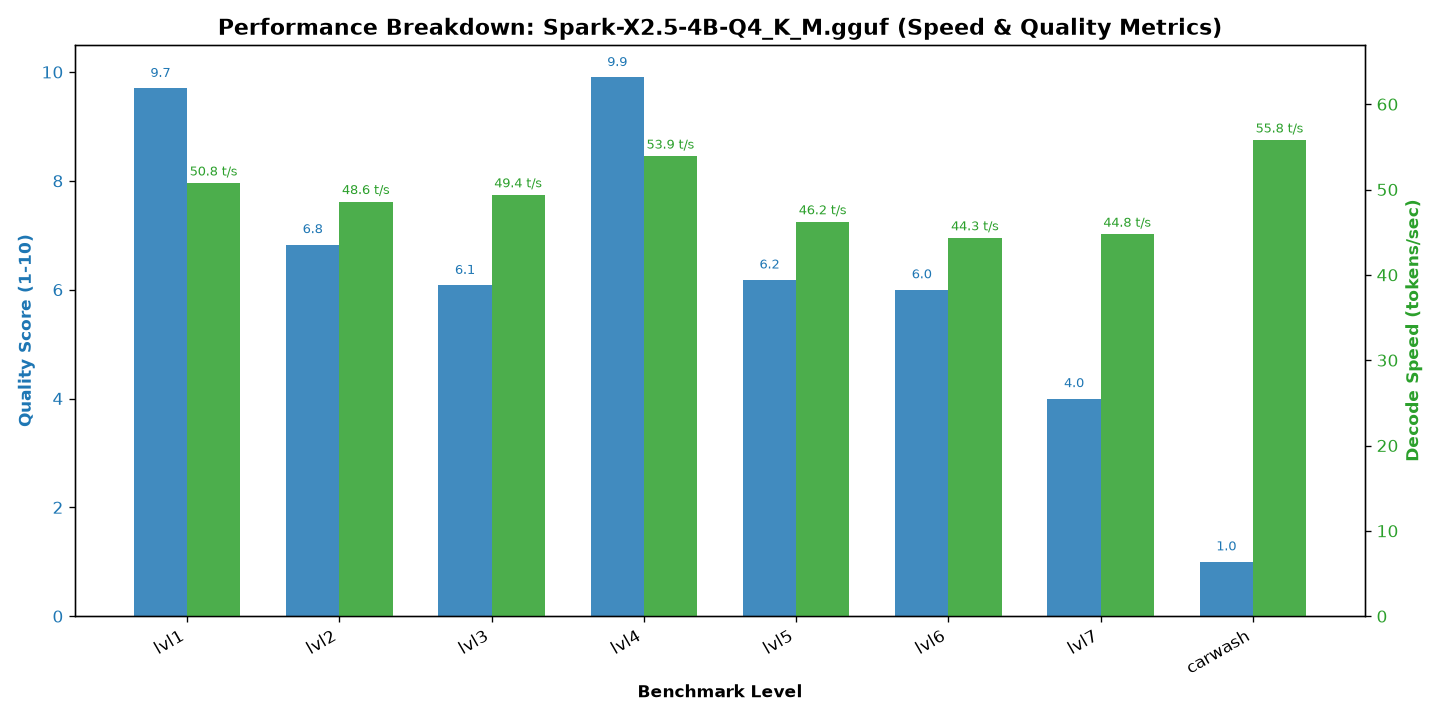 Performance Breakdown: Spark-X2.5-4B-Q4_K_M.gguf (Speed & Quality Metrics)
Quality Score (1-10)
10
8
6
4
2
0
9.7
50.8 t/s
6.8
48.6 t/s
6.1
49.4 t/s
9.9
53.9 t/s
6.2
46.2 t/s
6.0
44.3 t/s
4.0
44.8 t/s
1.0
55.8 t/s
60
50
40
30
20
10
0
Decode Speed (tokens/sec)
lvl1
lvl2
lvl3
lvl4
lvl5
lvl6
lvl7
carwash
Benchmark Level